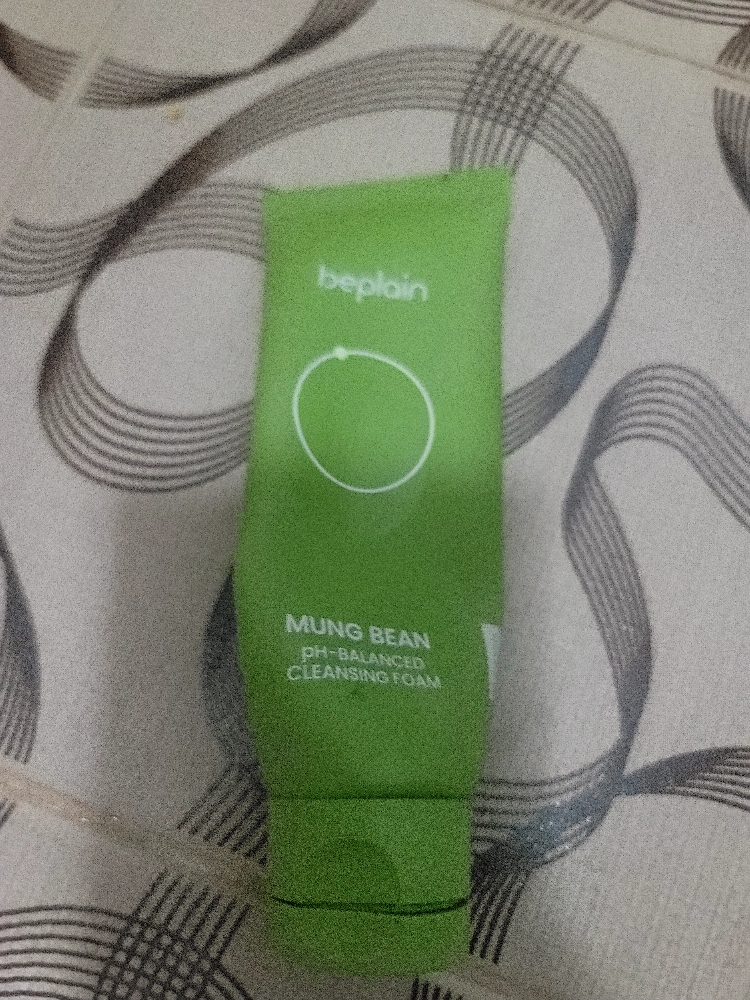 beplain
MUNG BEAN
pH-BALANCED
CLEANSING FOAM